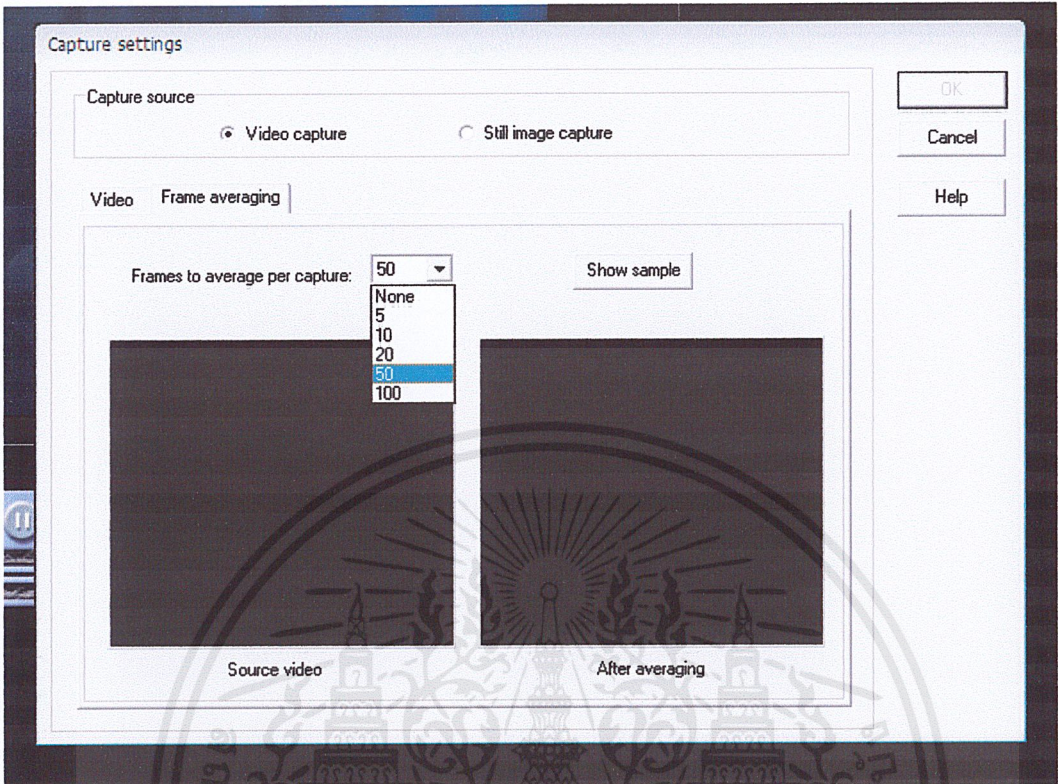 Capture settings
Capture source
Video capture
Still image capture
OK
Cancel
Help
Video
Frame averaging
Frames to average per capture:
50
Show sample
None
5
10
20
50
100
Source video
After averaging